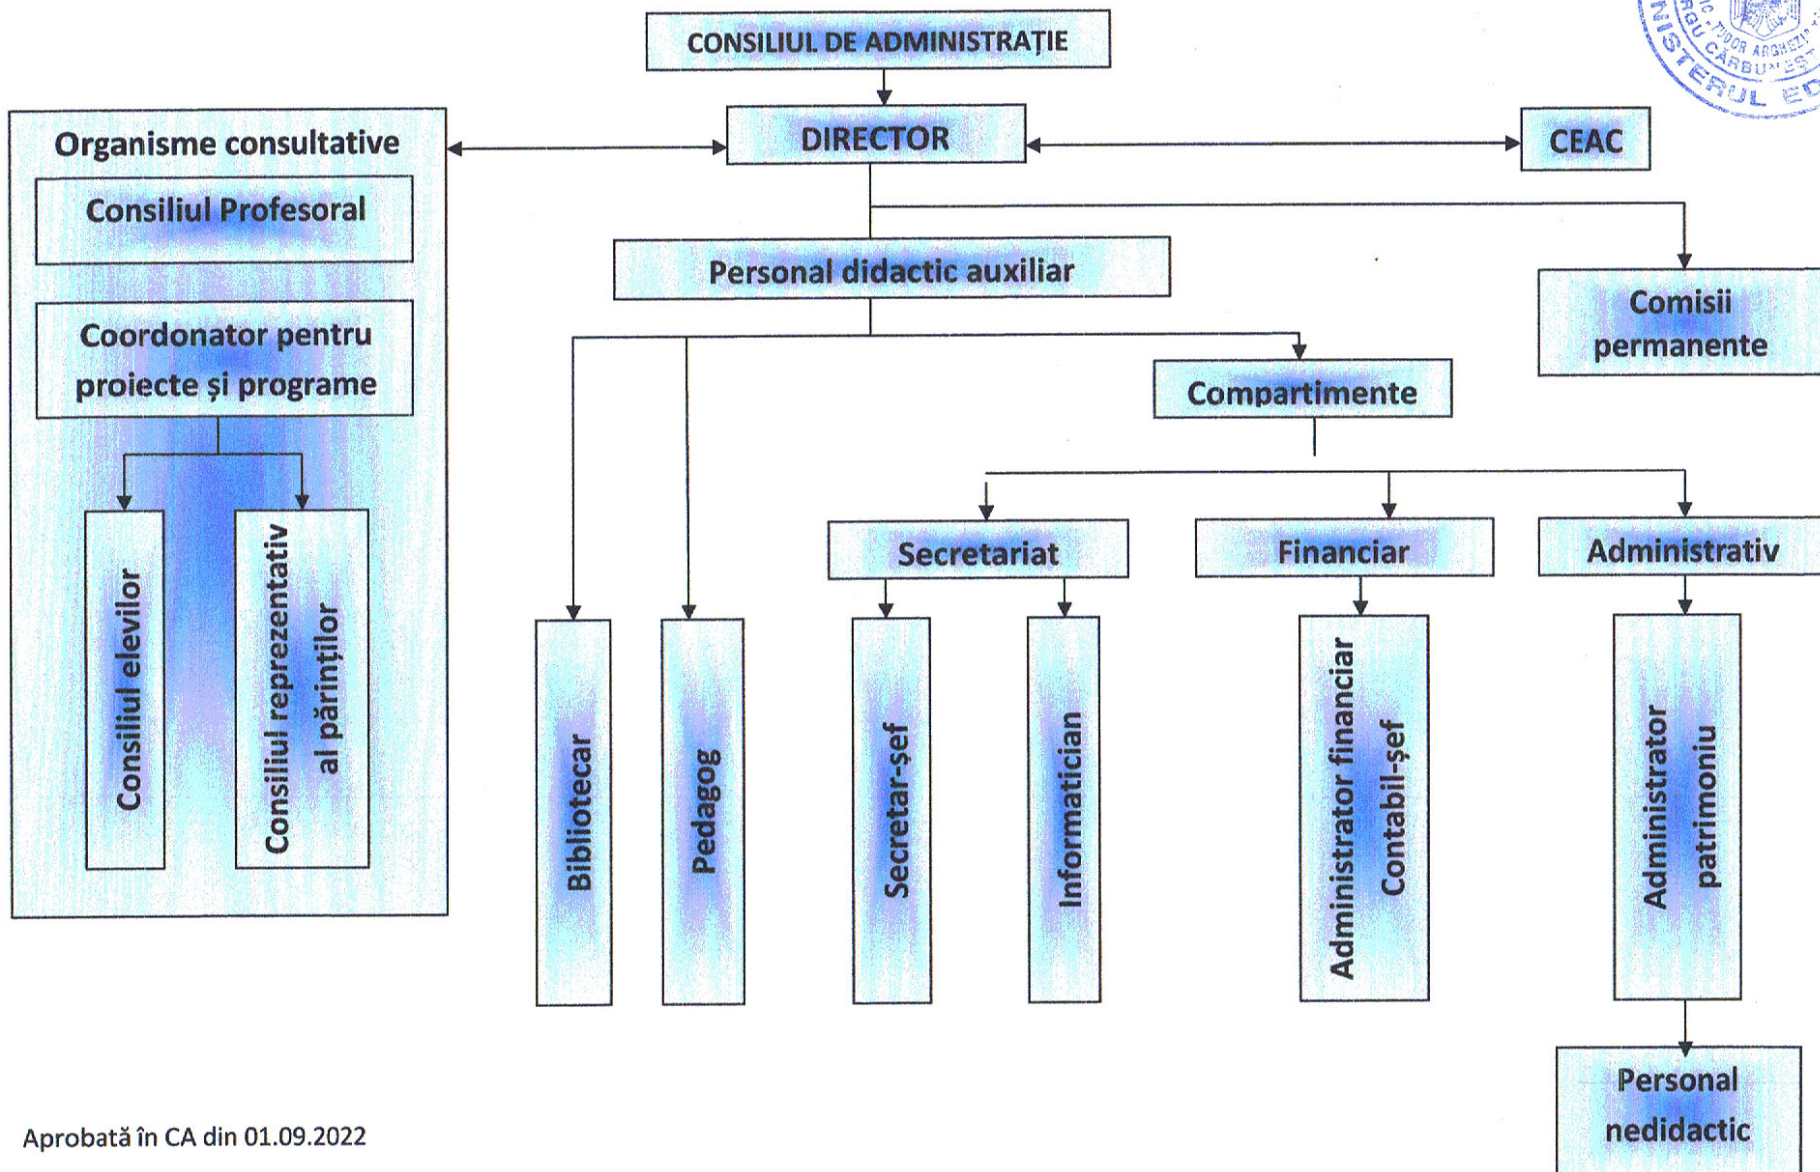 CONSILIUL DE ADMINISTRAȚIE
DIRECTOR
CEAC
Organisme consultative
Consiliul Profesoral
Coordonator pentru
proiecte și programe
Consiliul elevilor
Consiliul reprezentativ
al părinților
Personal didactic auxiliar
Comisii
permanente
Compartimente
Secretariat
Financiar
Administrativ
Bibliotecar
Pedagog
Secretar-șef
Informatician
Administrator financiar
Contabil-șef
Administrator
patrimoniu
Personal
nedidactic
Aprobată în CA din 01.09.2022
TUDOR ARGHEZI